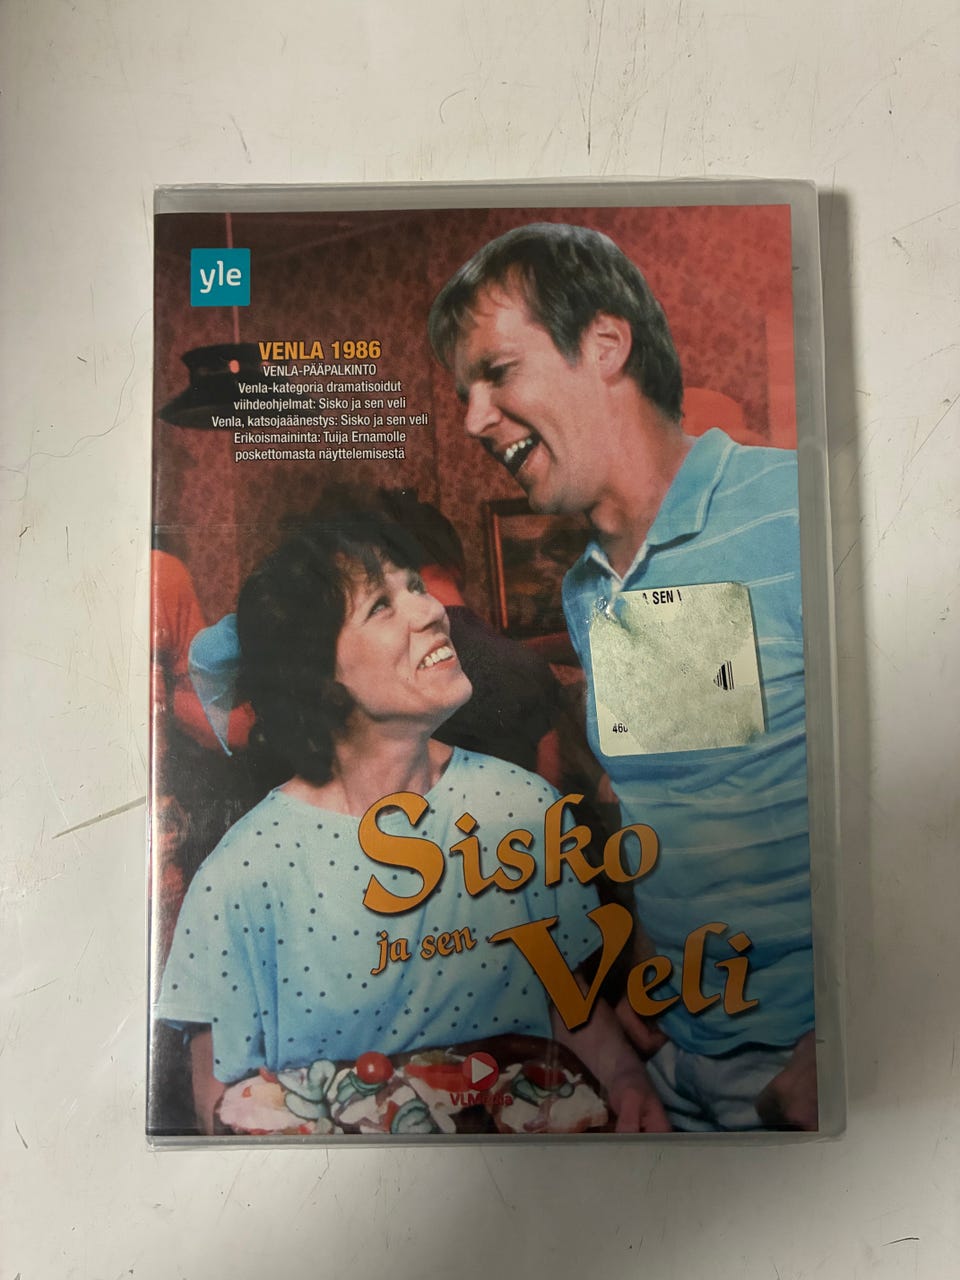 yle
VENLA 1986
VENLA-PÄÄPALKINTO
Venla-kategoria dramatisoidut
viihdeohjelmat: Sisko ja sen veli
Venla, katsojaäänestys: Sisko ja sen veli
Erikoismaininta: Tuija Ernamolle
poskettomasta näyttelemisestä
SEN
Sisko
ja sen Veli
VLMedia